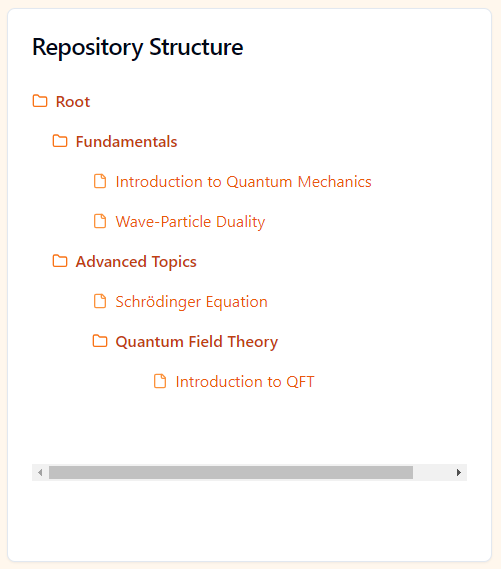 Repository Structure
Root
Fundamentals
Introduction to Quantum Mechanics
Wave-Particle Duality
Advanced Topics
Schrödinger Equation
Quantum Field Theory
Introduction to QFT